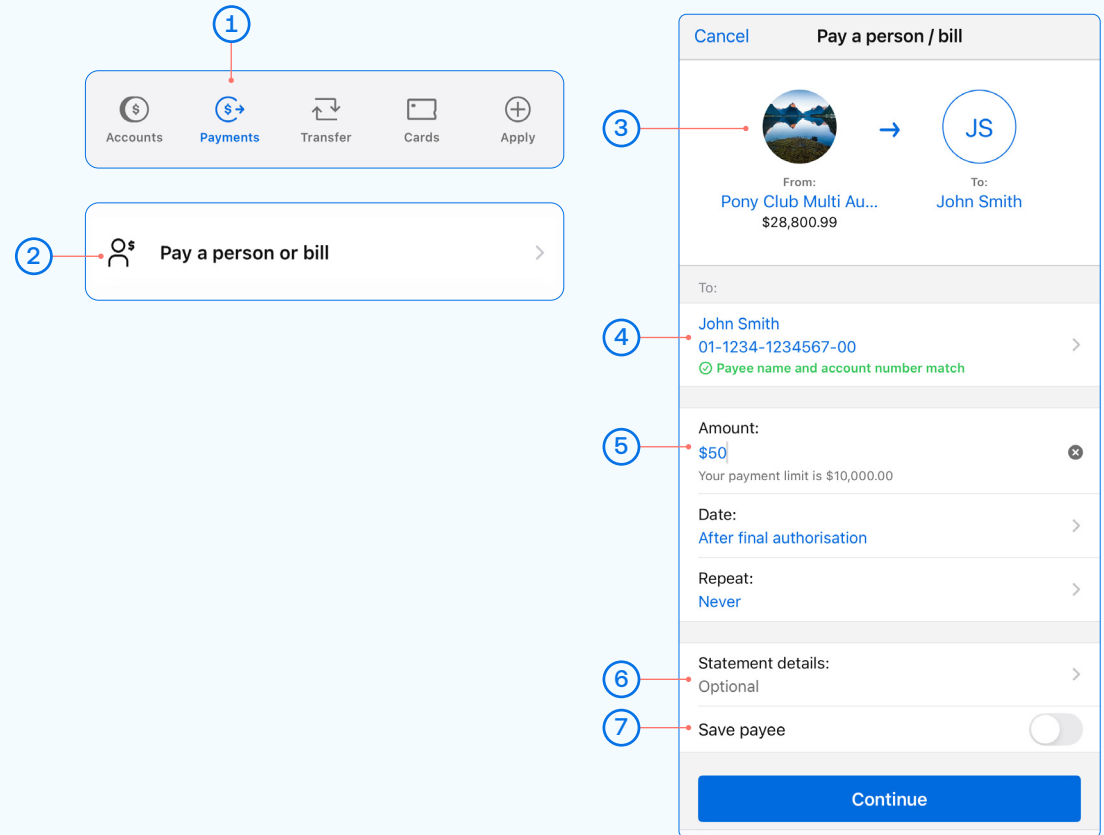 1
Accounts
Payments
Transfer
Cards
Apply
2
Pay a person or bill
Cancel
Pay a person / bill
3
JS
From:
To:
Pony Club Multi Au...
John Smith
$28,800.99
To:
4
John Smith
01-1234-1234567-00
Payee name and account number match
5
Amount:
$50
Your payment limit is $10,000.00
Date:
After final authorisation
Repeat:
Never
6
Statement details:
Optional
7
Save payee
Continue